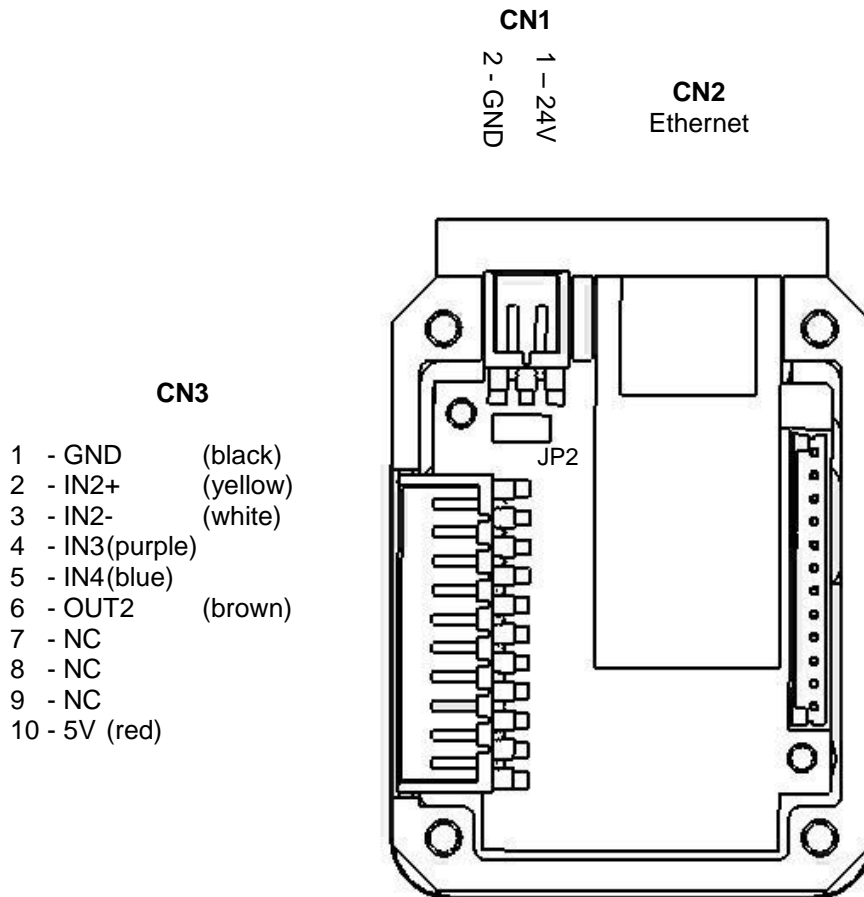 CN1
2 - GND
1 – 24V
CN2
Ethernet
CN3
1 - GND (black)
2 - IN2+ (yellow)
3 - IN2- (white)
4 - IN3(purple)
5 - IN4(blue)
6 - OUT2 (brown)
7 - NC
8 - NC
9 - NC
10 - 5V (red)
JP2